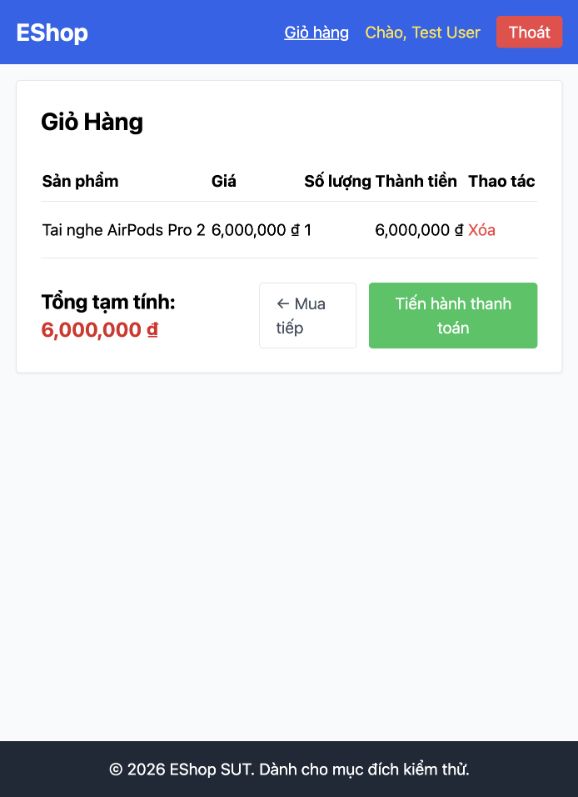 EShop
Giỏ hàng Chào, Test User Thoát
Giỏ Hàng
Sản phẩm Giá Số lượng Thành tiền Thao tác
Tai nghe AirPods Pro 2 6,000,000 ₫ 1 6,000,000 ₫ Xóa
Tổng tạm tính:
6,000,000 ₫
← Mua
tiếp
Tiến hành thanh
toán
© 2026 EShop SUT. Dành cho mục đích kiểm thử.